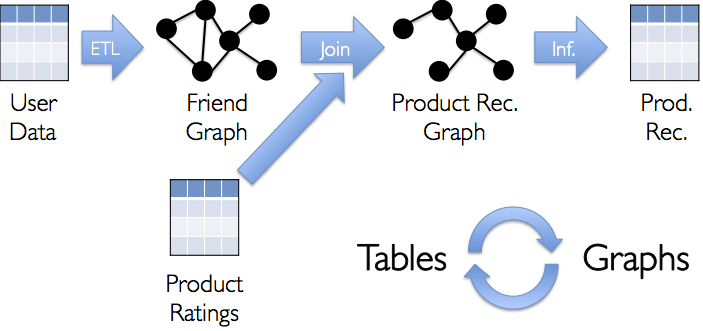 ETL
Join
Inf.
User
Data
Friend
Graph
Product Rec.
Graph
Prod.
Rec.
Product
Ratings
Tables
Graphs